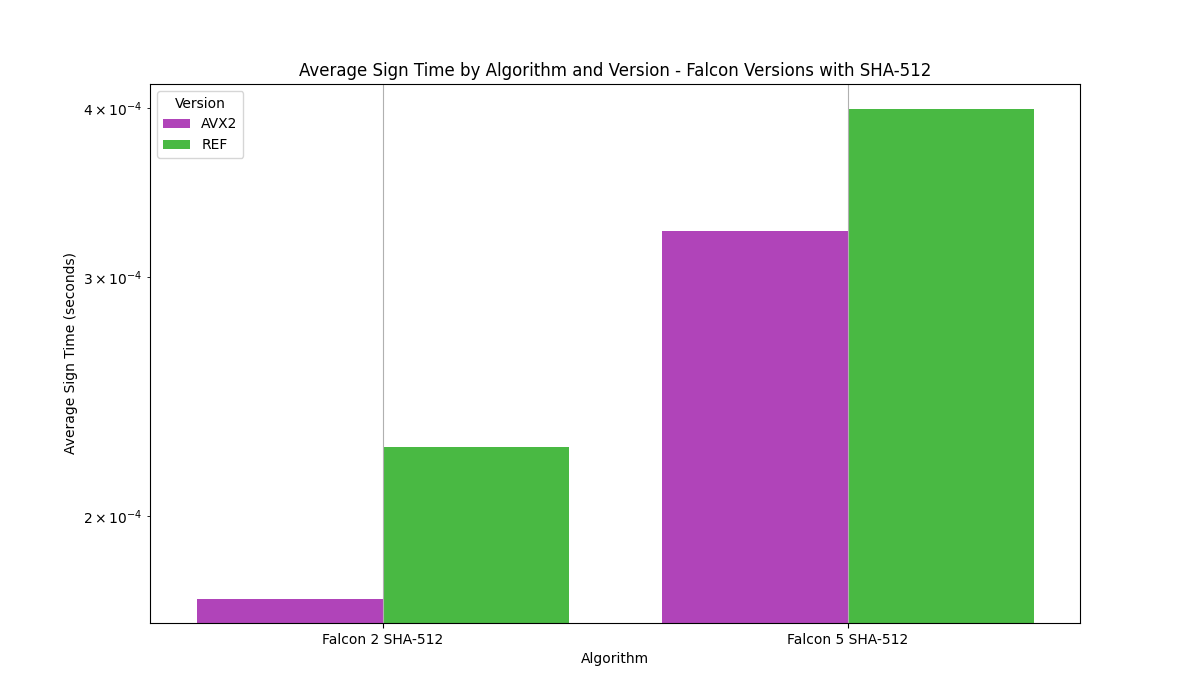 Average Sign Time by Algorithm and Version - Falcon Versions with SHA-512
Version
AVX2
REF
4 × 10⁻⁴
3 × 10⁻⁴
2 × 10⁻⁴
Average Sign Time (seconds)
Falcon 2 SHA-512
Falcon 5 SHA-512
Algorithm